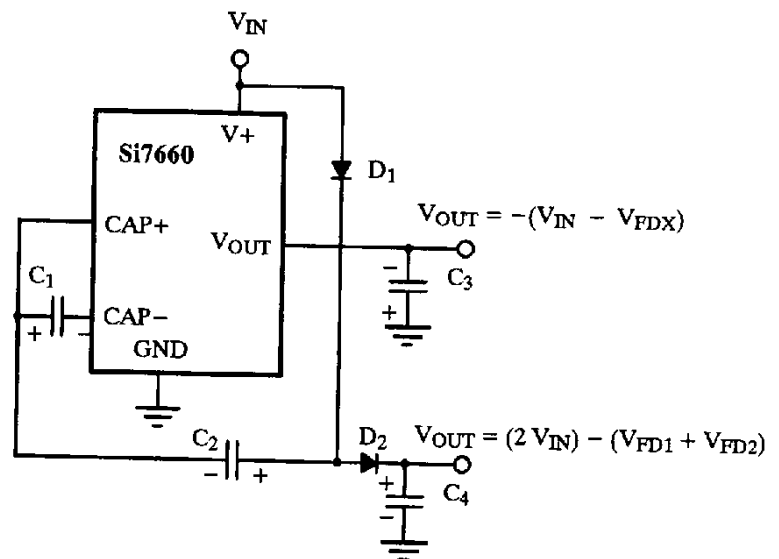 V_IN
V+
Si7660
D_1
CAP+
V_OUT
V_OUT = −(V_IN − V_FDX)
C_1
−
C_3
+
+ − CAP−
GND
C_2
D_2
V_OUT = (2 V_IN) − (V_FD1 + V_FD2)
− +
+
C_4
−